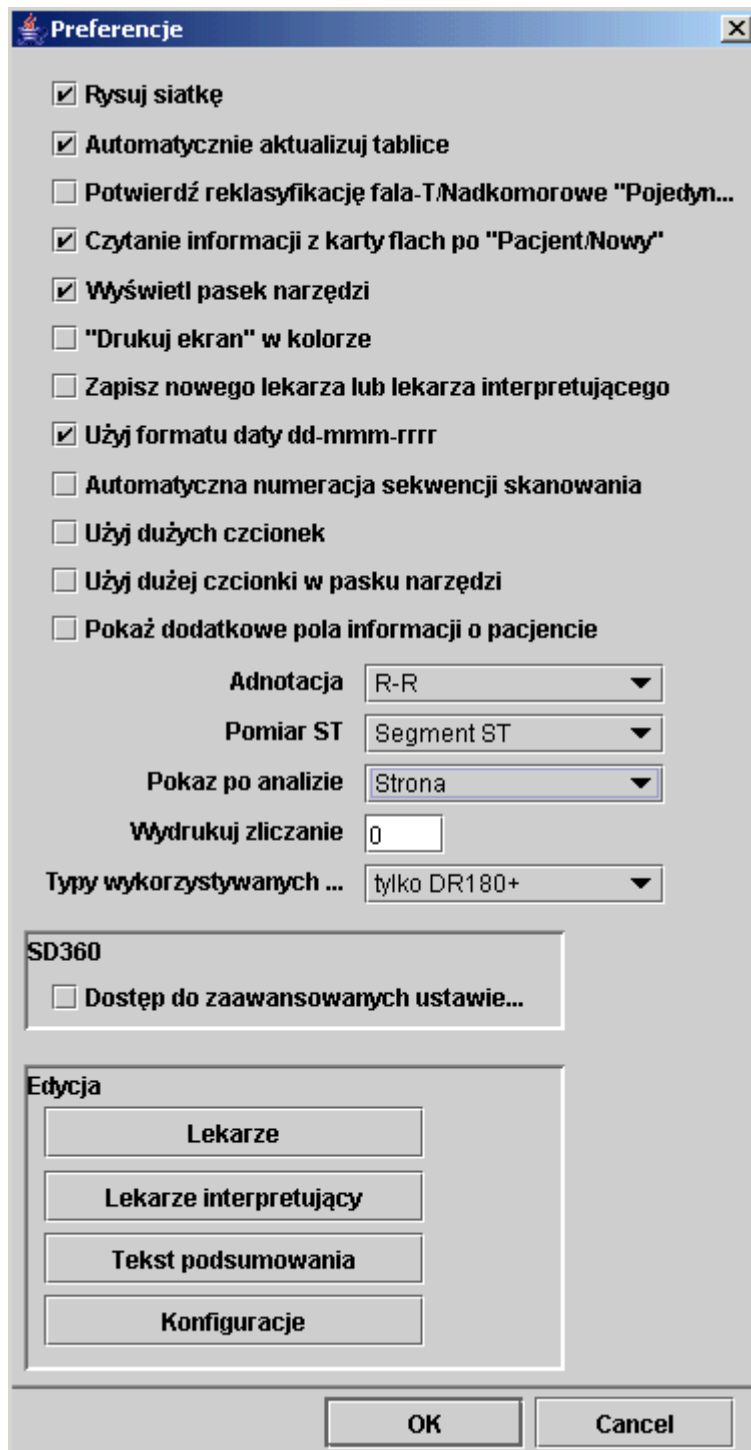 Preferencje
Rysuj siatkę
Automatycznie aktualizuj tablice
Potwierdź reklasyfikację fala-T/Nadkomorowe "Pojedyn...
Czytanie informacji z karty flach po "Pacjent/Nowy"
Wyświetl pasek narzędzi
"Drukuj ekran" w kolorze
Zapisz nowego lekarza lub lekarza interpretującego
Użyj formatu daty dd-mmm-rrrr
Automatyczna numeracja sekwencji skanowania
Użyj dużych czcionek
Użyj dużej czcionki w pasku narzędzi
Pokaż dodatkowe pola informacji o pacjencie
Adnotacja R-R
Pomiar ST Segment ST
Pokaz po analizie Strona
Wydrukuj zliczanie 0
Typy wykorzystywanych ... tylko DR180+
SD360
Dostęp do zaawansowanych ustawie...
Edycja
Lekarze
Lekarze interpretujący
Tekst podsumowania
Konfiguracje
OK Cancel